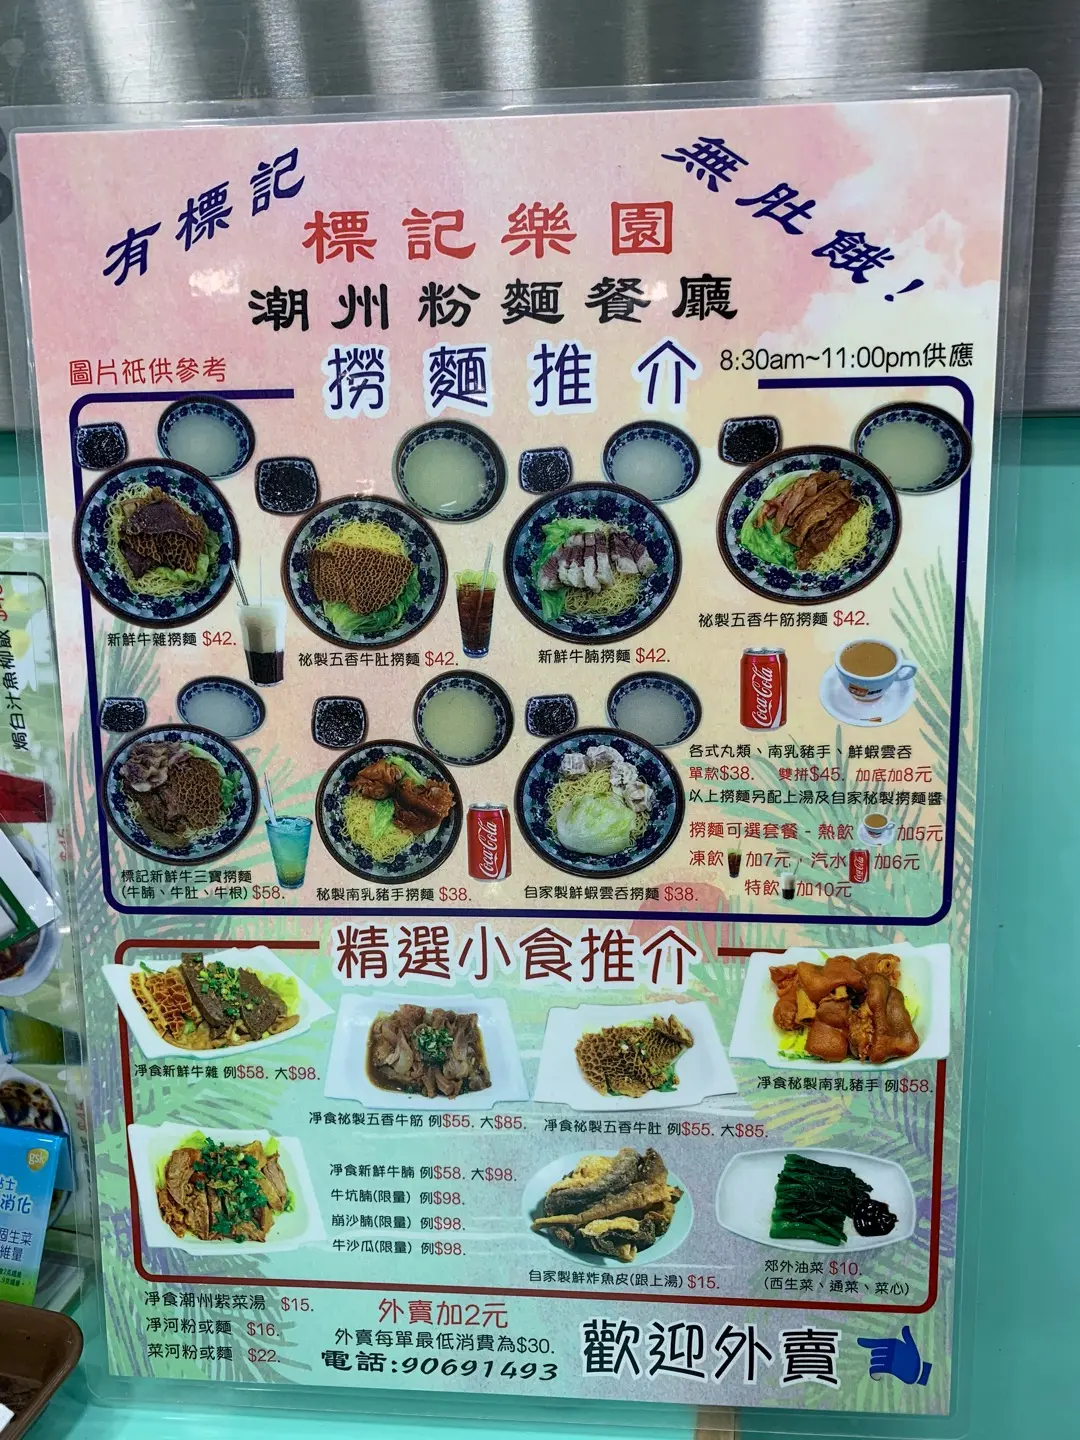 有標記
無肚餓！
標記樂園
潮州粉麵餐廳
圖片祇供參考
撈麵推介
8:30am~11:00pm供應
新鮮牛雜撈麵 $42.
祕製五香牛肚撈麵 $42.
新鮮牛腩撈麵 $42.
祕製五香牛筋撈麵 $42.
標記新鮮牛三寶撈麵
(牛腩、牛肚、牛根) $58.
秘製南乳豬手撈麵 $38.
自家製鮮蝦雲吞撈麵 $38.
各式丸類、南乳豬手、鮮蝦雲吞
單款$38. 雙拼$45. 加底加8元
以上撈麵另配上湯及自家秘製撈麵醬
撈麵可選套餐 - 熱飲 加5元
凍飲 加7元，汽水 加6元
特飲 加10元
Coca-Cola
Coca-Cola
精選小食推介
淨食新鮮牛雜 例$58. 大$98.
淨食祕製五香牛筋 例$55. 大$85.
淨食祕製五香牛肚 例$55. 大$85.
淨食秘製南乳豬手 例$58.
淨食新鮮牛腩 例$58. 大$98.
牛坑腩(限量) 例$98.
崩沙腩(限量) 例$98.
牛沙瓜(限量) 例$98.
自家製鮮炸魚皮(跟上湯) $15.
郊外油菜 $10.
(西生菜、通菜、菜心)
淨食潮州紫菜湯 $15.
淨河粉或麵 $16.
菜河粉或麵 $22.
外賣加2元
外賣每單最低消費為$30.
電話:90691493
歡迎外賣
焗白汁魚柳飯
gsk
消化